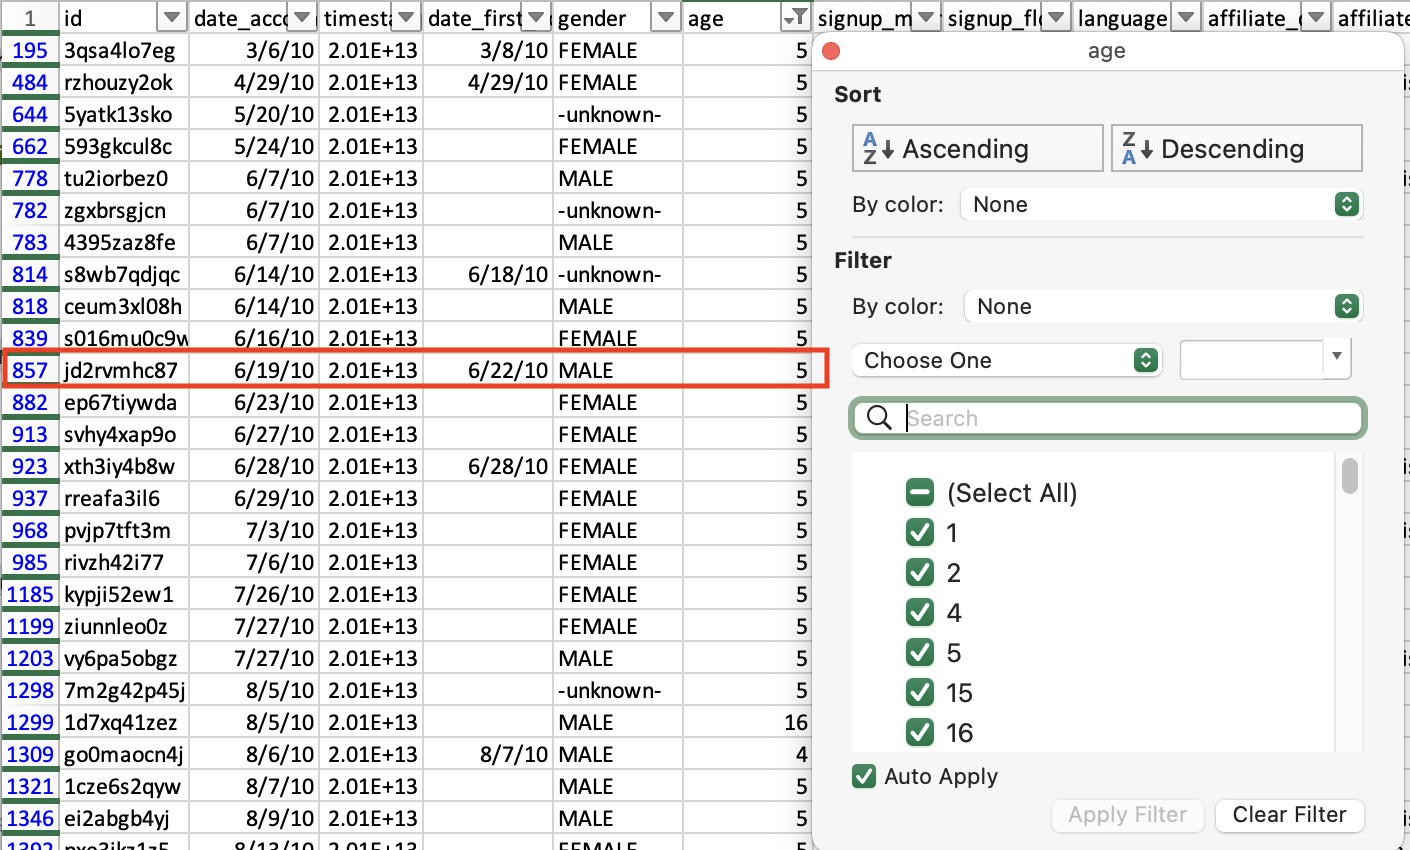 1 id date_acco timesta date_first gender age signup_m signup_flo language affiliate_c affiliate
195 3qsa4lo7eg 3/6/10 2.01E+13 3/8/10 FEMALE 5
484 rzhouzy2ok 4/29/10 2.01E+13 4/29/10 FEMALE 5
644 5yatk13sko 5/20/10 2.01E+13 -unknown- 5
662 593gkcul8c 5/24/10 2.01E+13 FEMALE 5
778 tu2iorbez0 6/7/10 2.01E+13 MALE 5
782 zgxbrsgjcn 6/7/10 2.01E+13 -unknown- 5
783 4395zaz8fe 6/7/10 2.01E+13 MALE 5
814 s8wb7qdjqc 6/14/10 2.01E+13 6/18/10 -unknown- 5
818 ceum3xl08h 6/14/10 2.01E+13 MALE 5
839 s016mu0c9w 6/16/10 2.01E+13 FEMALE 5
857 jd2rvmhc87 6/19/10 2.01E+13 6/22/10 MALE 5
882 ep67tiywda 6/23/10 2.01E+13 FEMALE 5
913 svhy4xap9o 6/27/10 2.01E+13 FEMALE 5
923 xth3iy4b8w 6/28/10 2.01E+13 6/28/10 FEMALE 5
937 rreafa3il6 6/29/10 2.01E+13 FEMALE 5
968 pvjp7tft3m 7/3/10 2.01E+13 FEMALE 5
985 rivzh42i77 7/6/10 2.01E+13 FEMALE 5
1185 kypji52ew1 7/26/10 2.01E+13 FEMALE 5
1199 ziunnleo0z 7/27/10 2.01E+13 FEMALE 5
1203 vy6pa5obgz 7/27/10 2.01E+13 MALE 5
1298 7m2g42p45j 8/5/10 2.01E+13 -unknown- 5
1299 1d7xq41zez 8/5/10 2.01E+13 MALE 16
1309 go0maocn4j 8/6/10 2.01E+13 8/7/10 MALE 4
1321 1cze6s2qyw 8/7/10 2.01E+13 MALE 5
1346 ei2abgb4yj 8/9/10 2.01E+13 MALE 5
8/13/10 2.01E+13 FEMALE 5
age
Sort
A Z Ascending
Z A Descending
By color: None
Filter
By color: None
Choose One
Search
(Select All)
1
2
4
5
15
16
Auto Apply
Apply Filter
Clear Filter